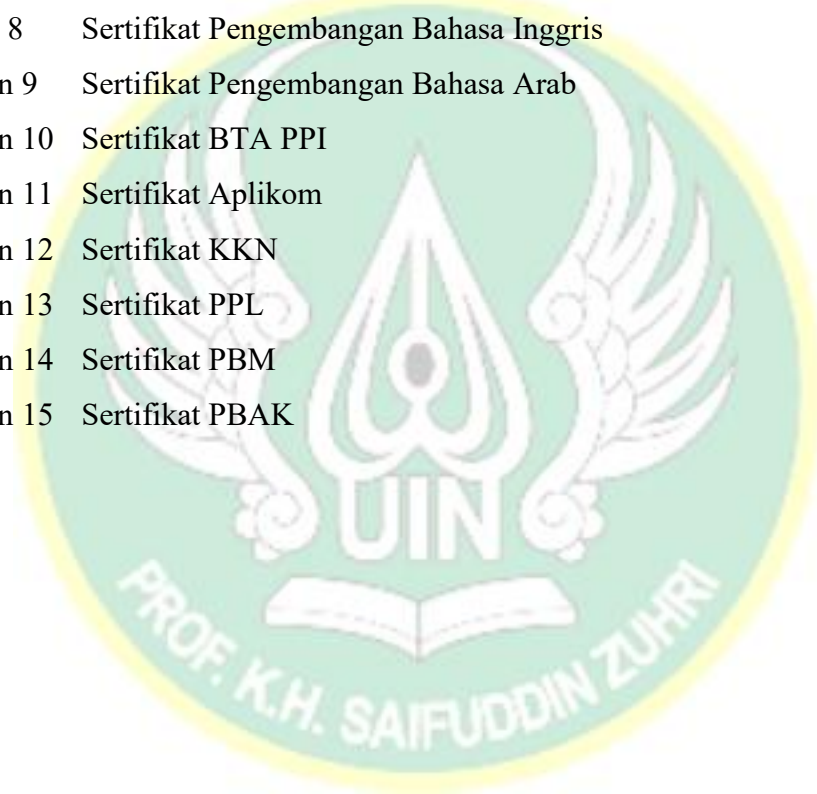 8 Sertifikat Pengembangan Bahasa Inggris
n 9 Sertifikat Pengembangan Bahasa Arab
n 10 Sertifikat BTA PPI
n 11 Sertifikat Aplikom
n 12 Sertifikat KKN
n 13 Sertifikat PPL
n 14 Sertifikat PBM
n 15 Sertifikat PBAK
UIN
PROF. K.H. SAIFUDDIN ZUHRI